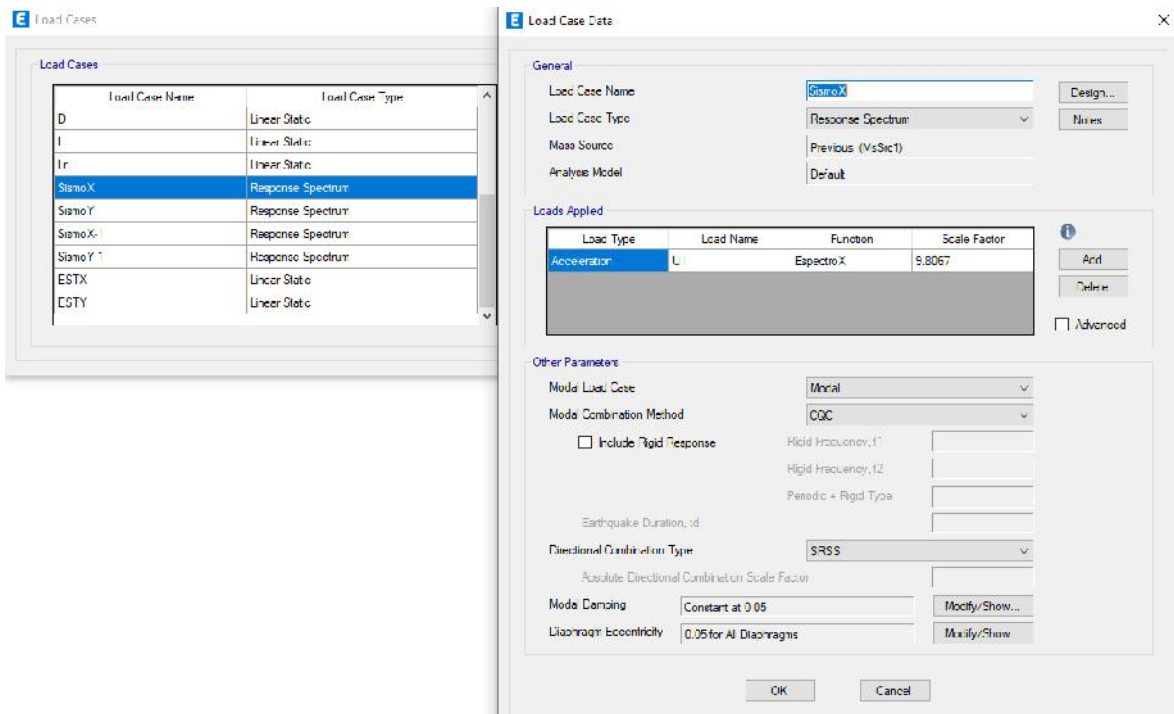 Load Cases
Load Cases
Load Case Name Load Case Type
D Linear Static
L Linear Static
Lr Linear Static
SismoX Response Spectrum
SismoY Response Spectrum
SismoX-1 Response Spectrum
SismoY-1 Response Spectrum
ESTX Linear Static
ESTY Linear Static
Load Case Data
General
Load Case Name SismoX Design...
Load Case Type Response Spectrum Notes...
Mass Source Previous (MsSrc1)
Analysis Model Default
Loads Applied
Load Type Load Name Function Scale Factor
Acceleration U1 EspectroX 9.8067
Add
Delete
Advanced
Other Parameters
Modal Load Case Modal
Modal Combination Method CQC
Include Rigid Response Rigid Frequency, f1
Rigid Frequency, f2
Periodic + Rigid Type
Earthquake Duration, td
Directional Combination Type SRSS
Absolute Directional Combination Scale Factor
Modal Damping Constant at 0.05 Modify/Show...
Diaphragm Eccentricity 0.05 for All Diaphragms Modify/Show...
OK Cancel